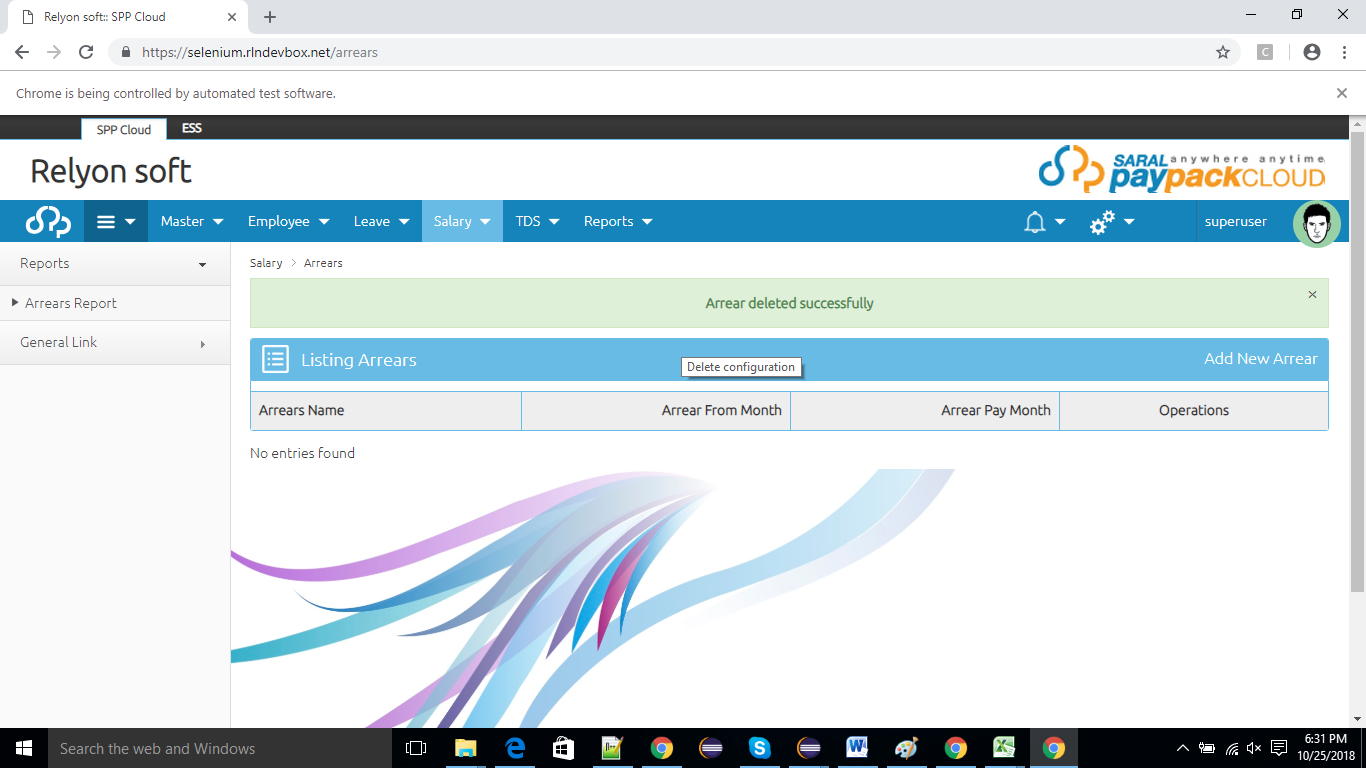 Relyon soft:: SPP Cloud
https://selenium.rlndevbox.net/arrears
C
Chrome is being controlled by automated test software.
SPP Cloud ESS
Relyon soft
SARAL anywhere anytime
paypackCLOUD
Master Employee Leave Salary TDS Reports superuser
Reports
Arrears Report
General Link
Salary > Arrears
Arrear deleted successfully
Listing Arrears
Add New Arrear
Delete configuration
Arrears Name Arrear From Month Arrear Pay Month Operations
No entries found
Search the web and Windows
6:31 PM
10/25/2018